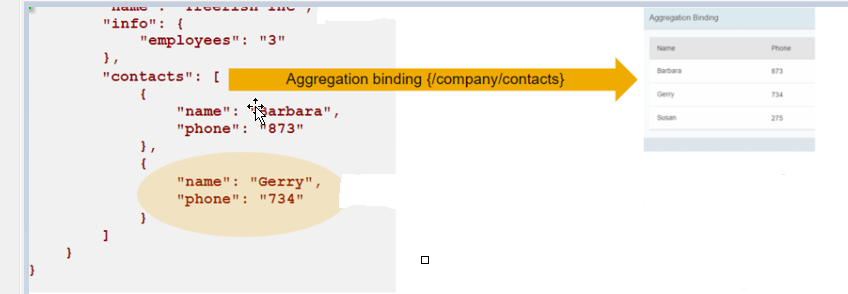 "info": {
"employees": "3"
},
"contacts": [
Aggregation binding {/company/contacts}
{
"name": "Barbara",
"phone": "873"
},
{
"name": "Gerry",
"phone": "734"
}
]
}
}
Aggregation Binding
Name Phone
Barbara 873
Gerry 734
Susan 275